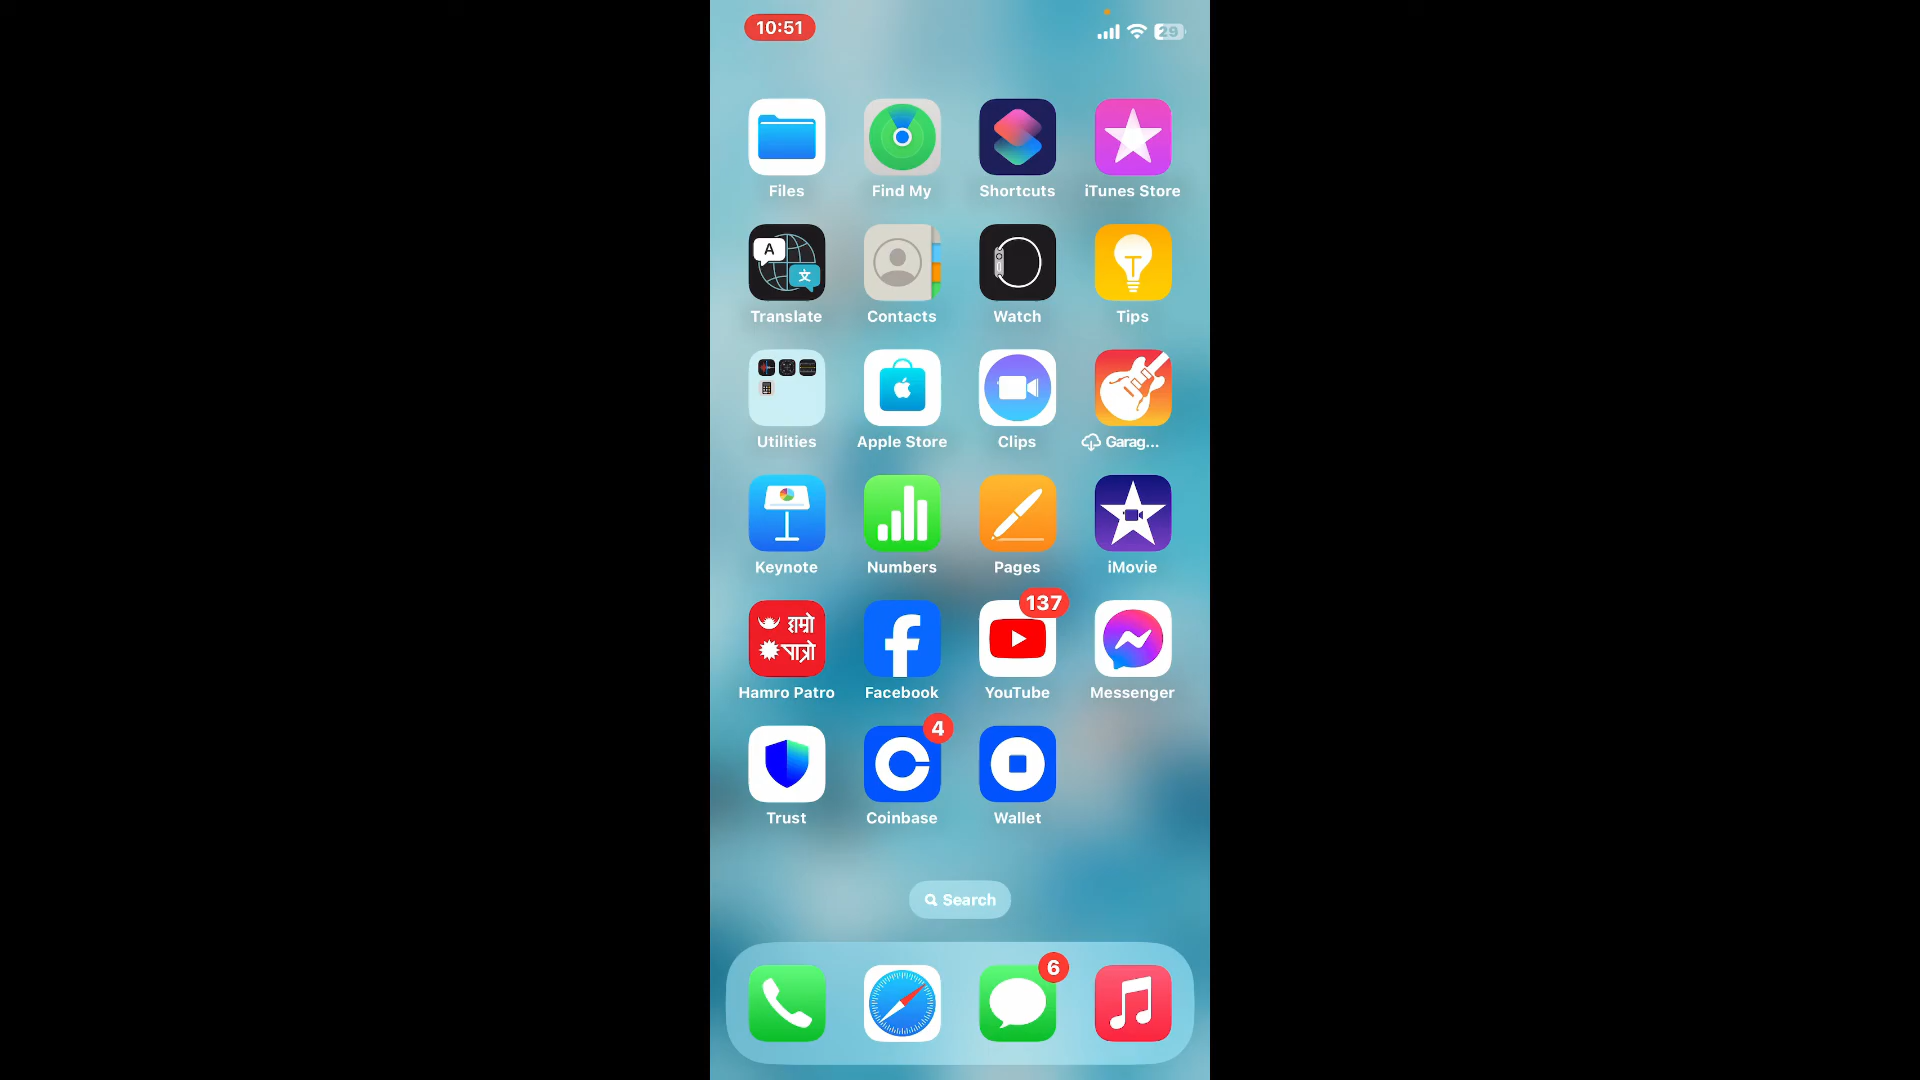 10:51
29
Files Find My Shortcuts iTunes Store
A 文
Translate Contacts Watch Tips
Utilities Apple Store Clips Garag...
Keynote Numbers Pages iMovie
137
हाम्रो
पात्रो
Hamro Patro Facebook YouTube Messenger
4
Trust Coinbase Wallet
Search
6